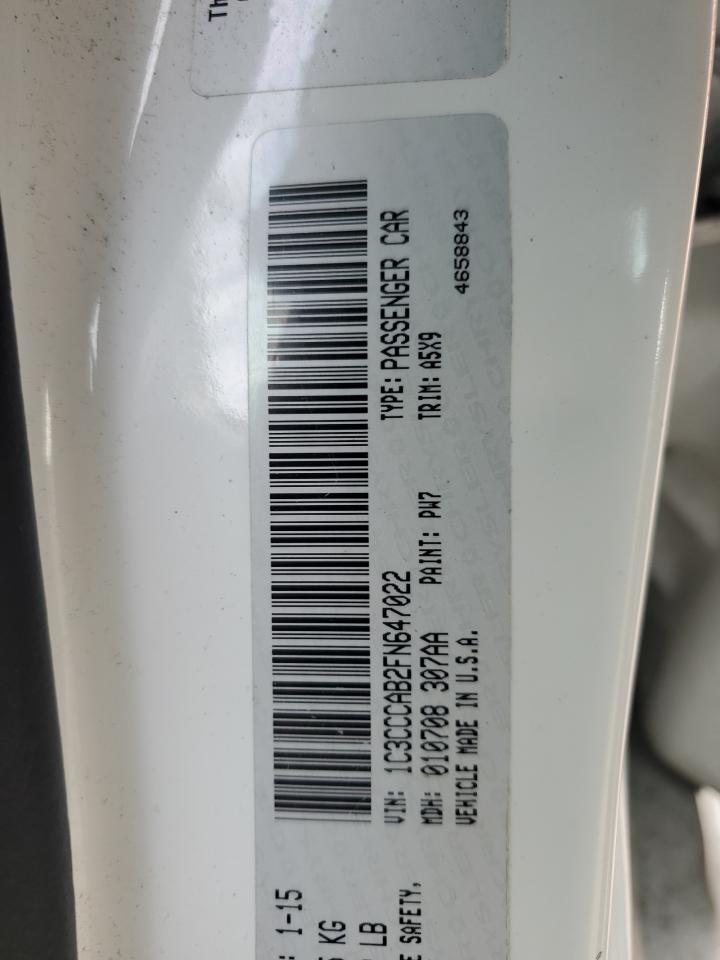 Th
: 1-15
KG
LB
SAFETY,
VIN: 1C3CCCAB2FN647022
TYPE: PASSENGER CAR
MDH: 010708 307AA
PAINT: PW7
TRIM: A5X9
VEHICLE MADE IN U.S.A.
4658843